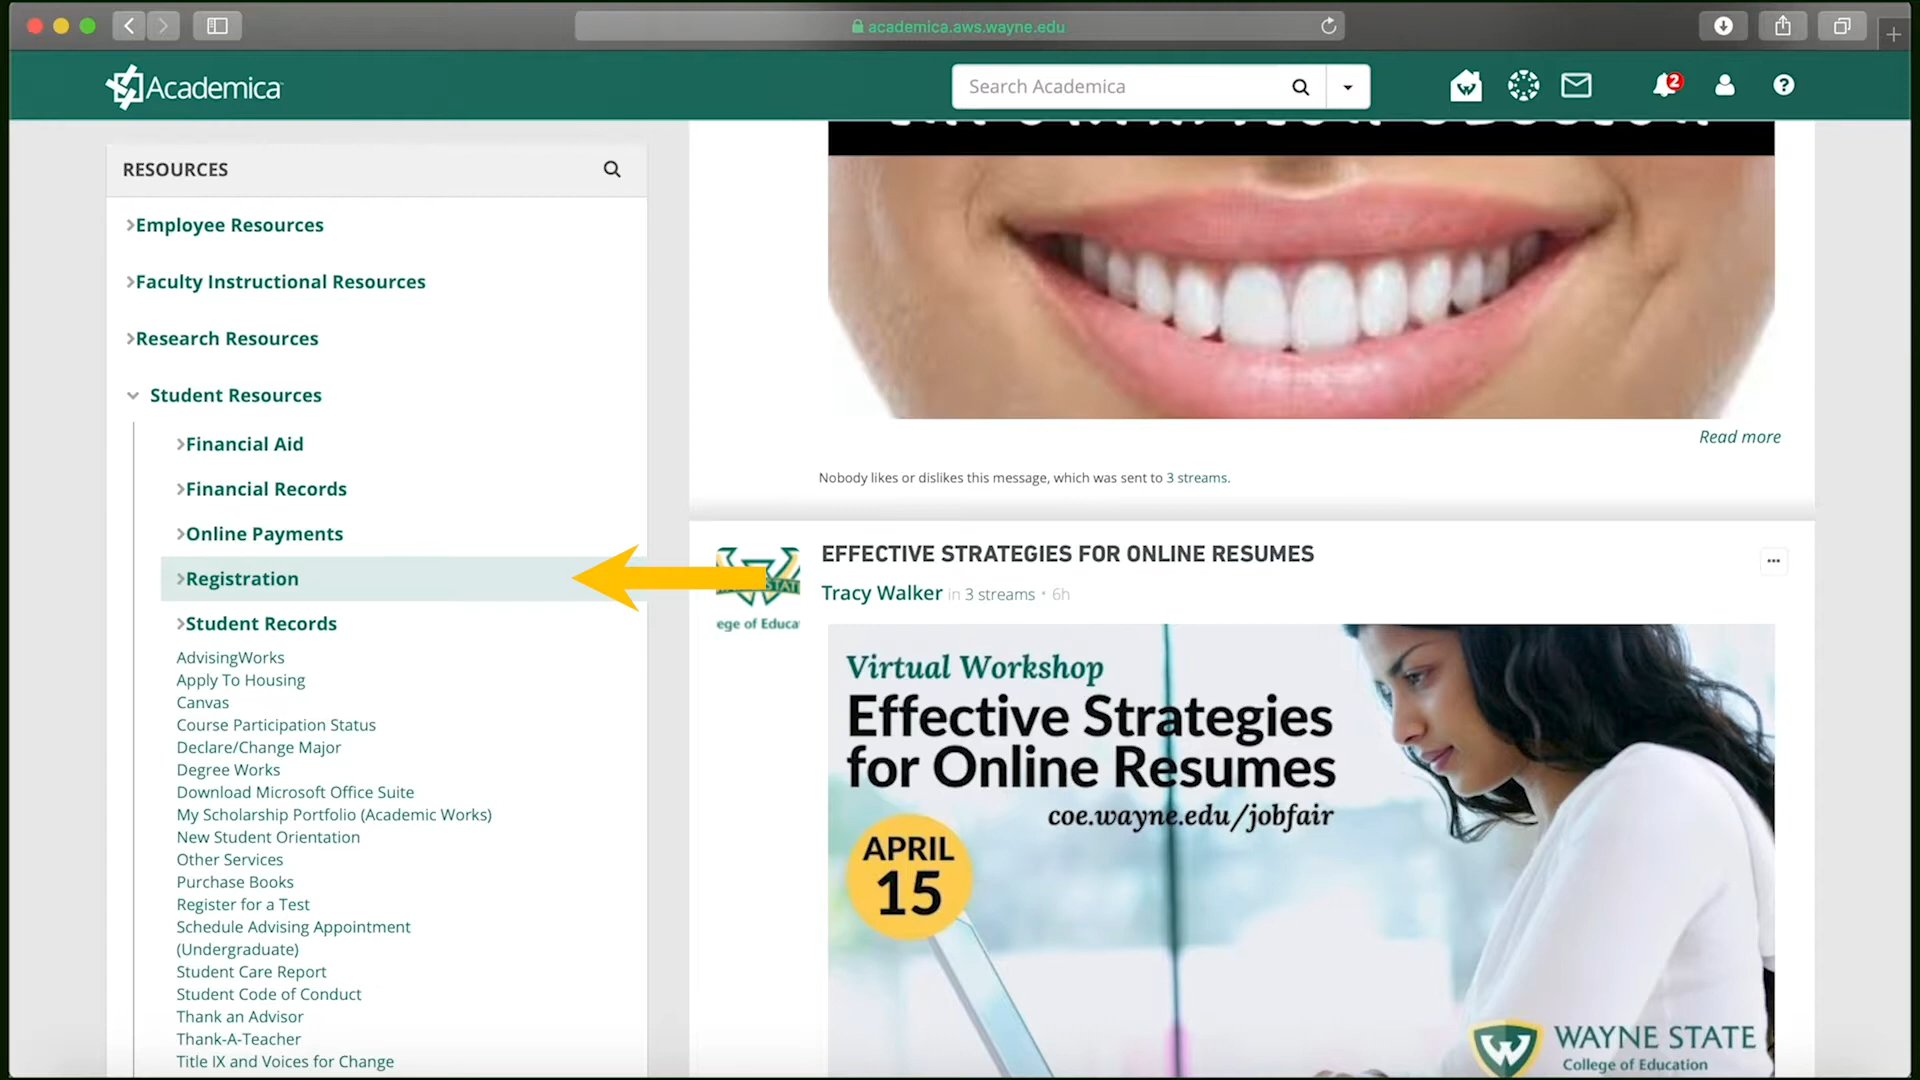 academica.aws.wayne.edu
Academica
Search Academica
2
RESOURCES
Employee Resources
Faculty Instructional Resources
Research Resources
Student Resources
Financial Aid
Financial Records
Online Payments
Registration
Student Records
AdvisingWorks
Apply To Housing
Canvas
Course Participation Status
Declare/Change Major
Degree Works
Download Microsoft Office Suite
My Scholarship Portfolio (Academic Works)
New Student Orientation
Other Services
Purchase Books
Register for a Test
Schedule Advising Appointment
(Undergraduate)
Student Care Report
Student Code of Conduct
Thank an Advisor
Thank-A-Teacher
Title IX and Voices for Change
Read more
Nobody likes or dislikes this message, which was sent to 3 streams.
EFFECTIVE STRATEGIES FOR ONLINE RESUMES
Tracy Walker in 3 streams • 6h
ege of Educa
Virtual Workshop
Effective Strategies
for Online Resumes
coe.wayne.edu/jobfair
APRIL
15
WAYNE STATE
College of Education